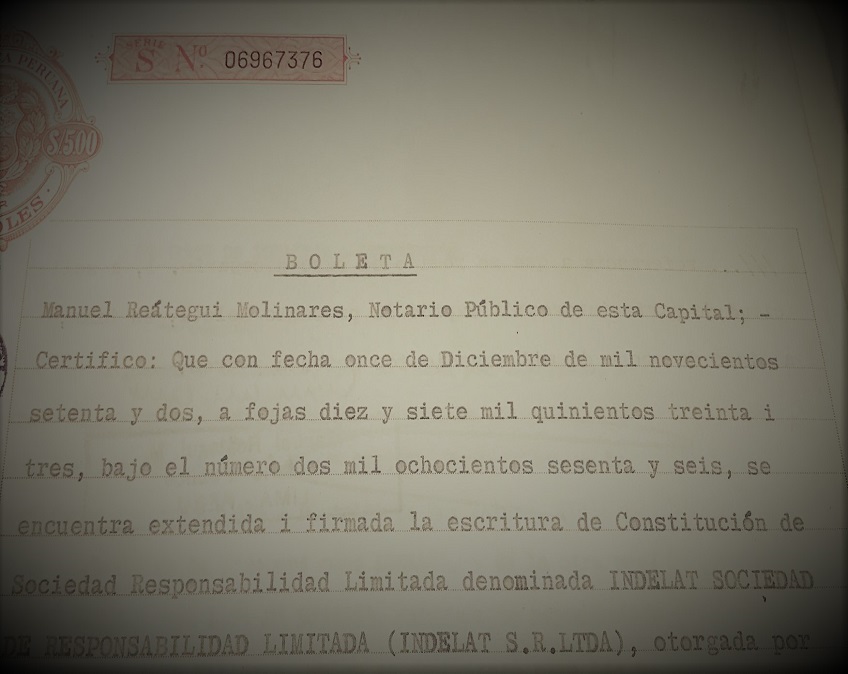 SERIE
S Nº 06967376
A PERUANA
S/.500
OLES.
BOLETA
Manuel Reátegui Molinares, Notario Público de esta Capital; -
Certifico: Que con fecha once de Diciembre de mil novecientos
setenta y dos, a fojas diez y siete mil quinientos treinta i
tres, bajo el número dos mil ochocientos sesenta y seis, se
encuentra extendida i firmada la escritura de Constitución de
Sociedad Responsabilidad Limitada denominada INDELAT SOCIEDAD
DE RESPONSABILIDAD LIMITADA (INDELAT S.R.LTDA), otorgada por